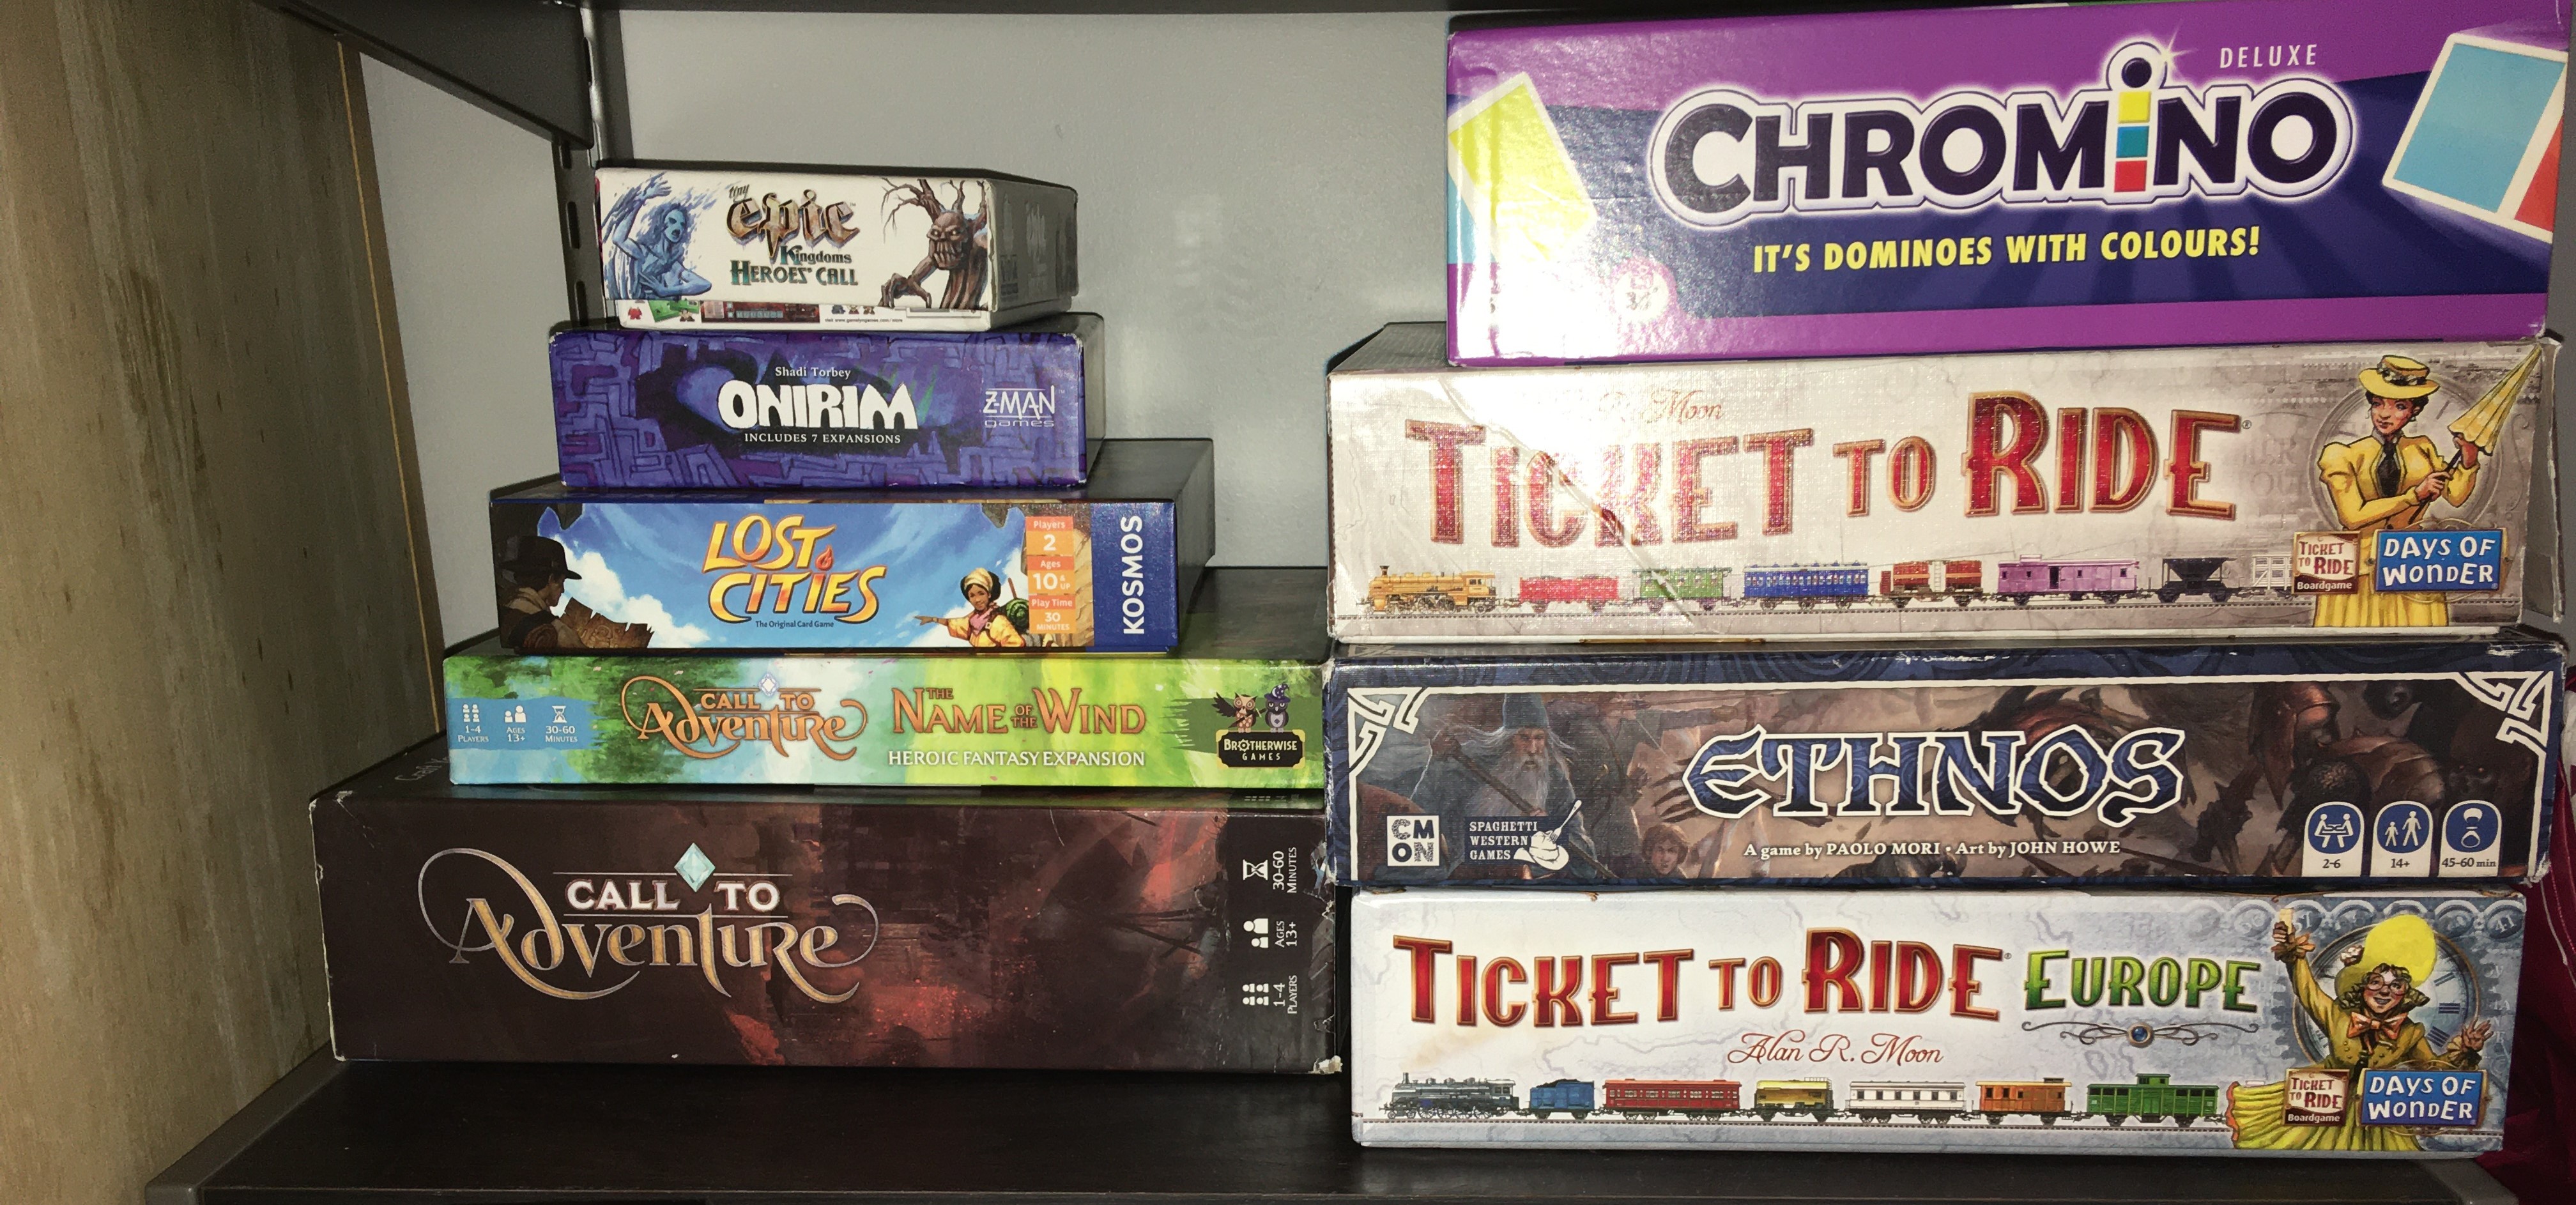 tiny
epic
Kingdoms
HEROES' CALL
Shadi Torbey
ONIRIM
INCLUDES 7 EXPANSIONS
Z-MAN
games
LOST
CITIES
The Original Card Game
Players
2
Ages
10 & UP
Play Time
30
MINUTES
KOSMOS
1-4
PLAYERS
AGES
13+
30-60
MINUTES
CALL TO
ADVENTURE
THE
NAME OF THE WIND
HEROIC FANTASY EXPANSION
BROTHERWISE
GAMES
CALL TO
ADVENTURE
30-60
MINUTES
AGES
13+
1-4
PLAYERS
DELUXE
CHROMINO
IT'S DOMINOES WITH COLOURS!
R. Moon
TICKET TO RIDE®
TICKET
TO RIDE
Boardgame
DAYS OF
WONDER
ETHNOS
CMON
SPAGHETTI
WESTERN
GAMES
A game by PAOLO MORI • Art by JOHN HOWE
2-6
14+
45-60 min
TICKET TO RIDE® EUROPE
Alan R. Moon
TICKET
TO RIDE
Boardgame
DAYS OF
WONDER